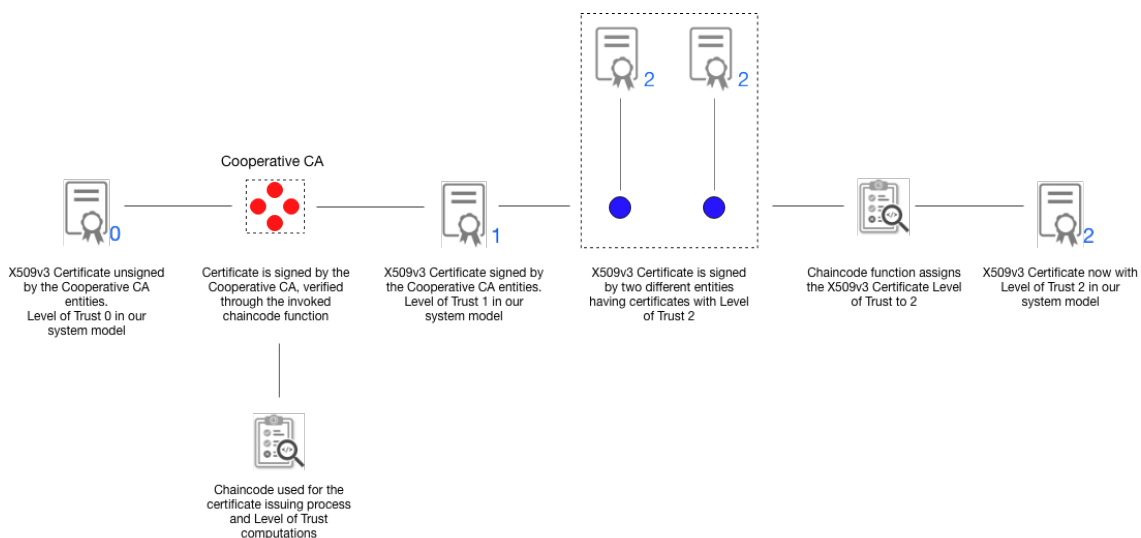 2
2
Cooperative CA
0
1
2
X509v3 Certificate unsigned
by the Cooperative CA
entities.
Level of Trust 0 in our
system model
Certificate is signed by the
Cooperative CA, verified
through the invoked
chaincode function
X509v3 Certificate signed by
the Cooperative CA entities.
Level of Trust 1 in our
system model
X509v3 Certificate is signed
by two different entities
having certificates with Level
of Trust 2
Chaincode function assigns
the X509v3 Certificate Level
of Trust to 2
X509v3 Certificate now with
Level of Trust 2 in our
system model
Chaincode used for the
certificate issuing process
and Level of Trust
computations